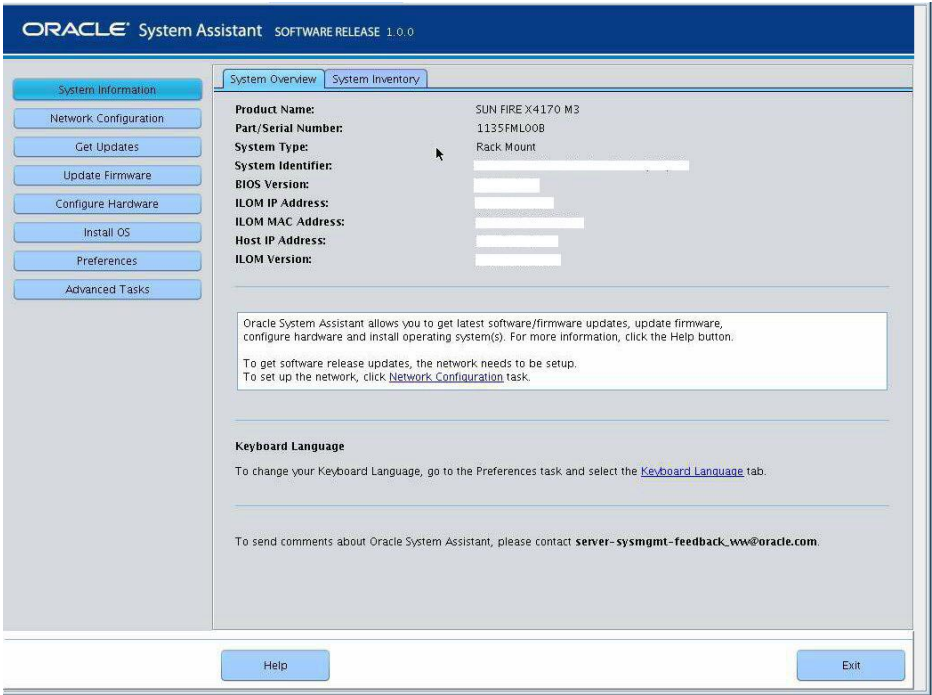 ORACLE® System Assistant SOFTWARE RELEASE 1.0.0
System Information
Network Configuration
Get Updates
Update Firmware
Configure Hardware
Install OS
Preferences
Advanced Tasks
System Overview
System Inventory
Product Name: SUN FIRE X4170 M3
Part/Serial Number: 1135FML00B
System Type: Rack Mount
System Identifier:
BIOS Version:
ILOM IP Address:
ILOM MAC Address:
Host IP Address:
ILOM Version:
Oracle System Assistant allows you to get latest software/firmware updates, update firmware,
configure hardware and install operating system(s). For more information, click the Help button.
To get software release updates, the network needs to be setup.
To set up the network, click Network Configuration task.
Keyboard Language
To change your Keyboard Language, go to the Preferences task and select the Keyboard Language tab.
To send comments about Oracle System Assistant, please contact server-sysmgmt-feedback_ww@oracle.com.
Help
Exit